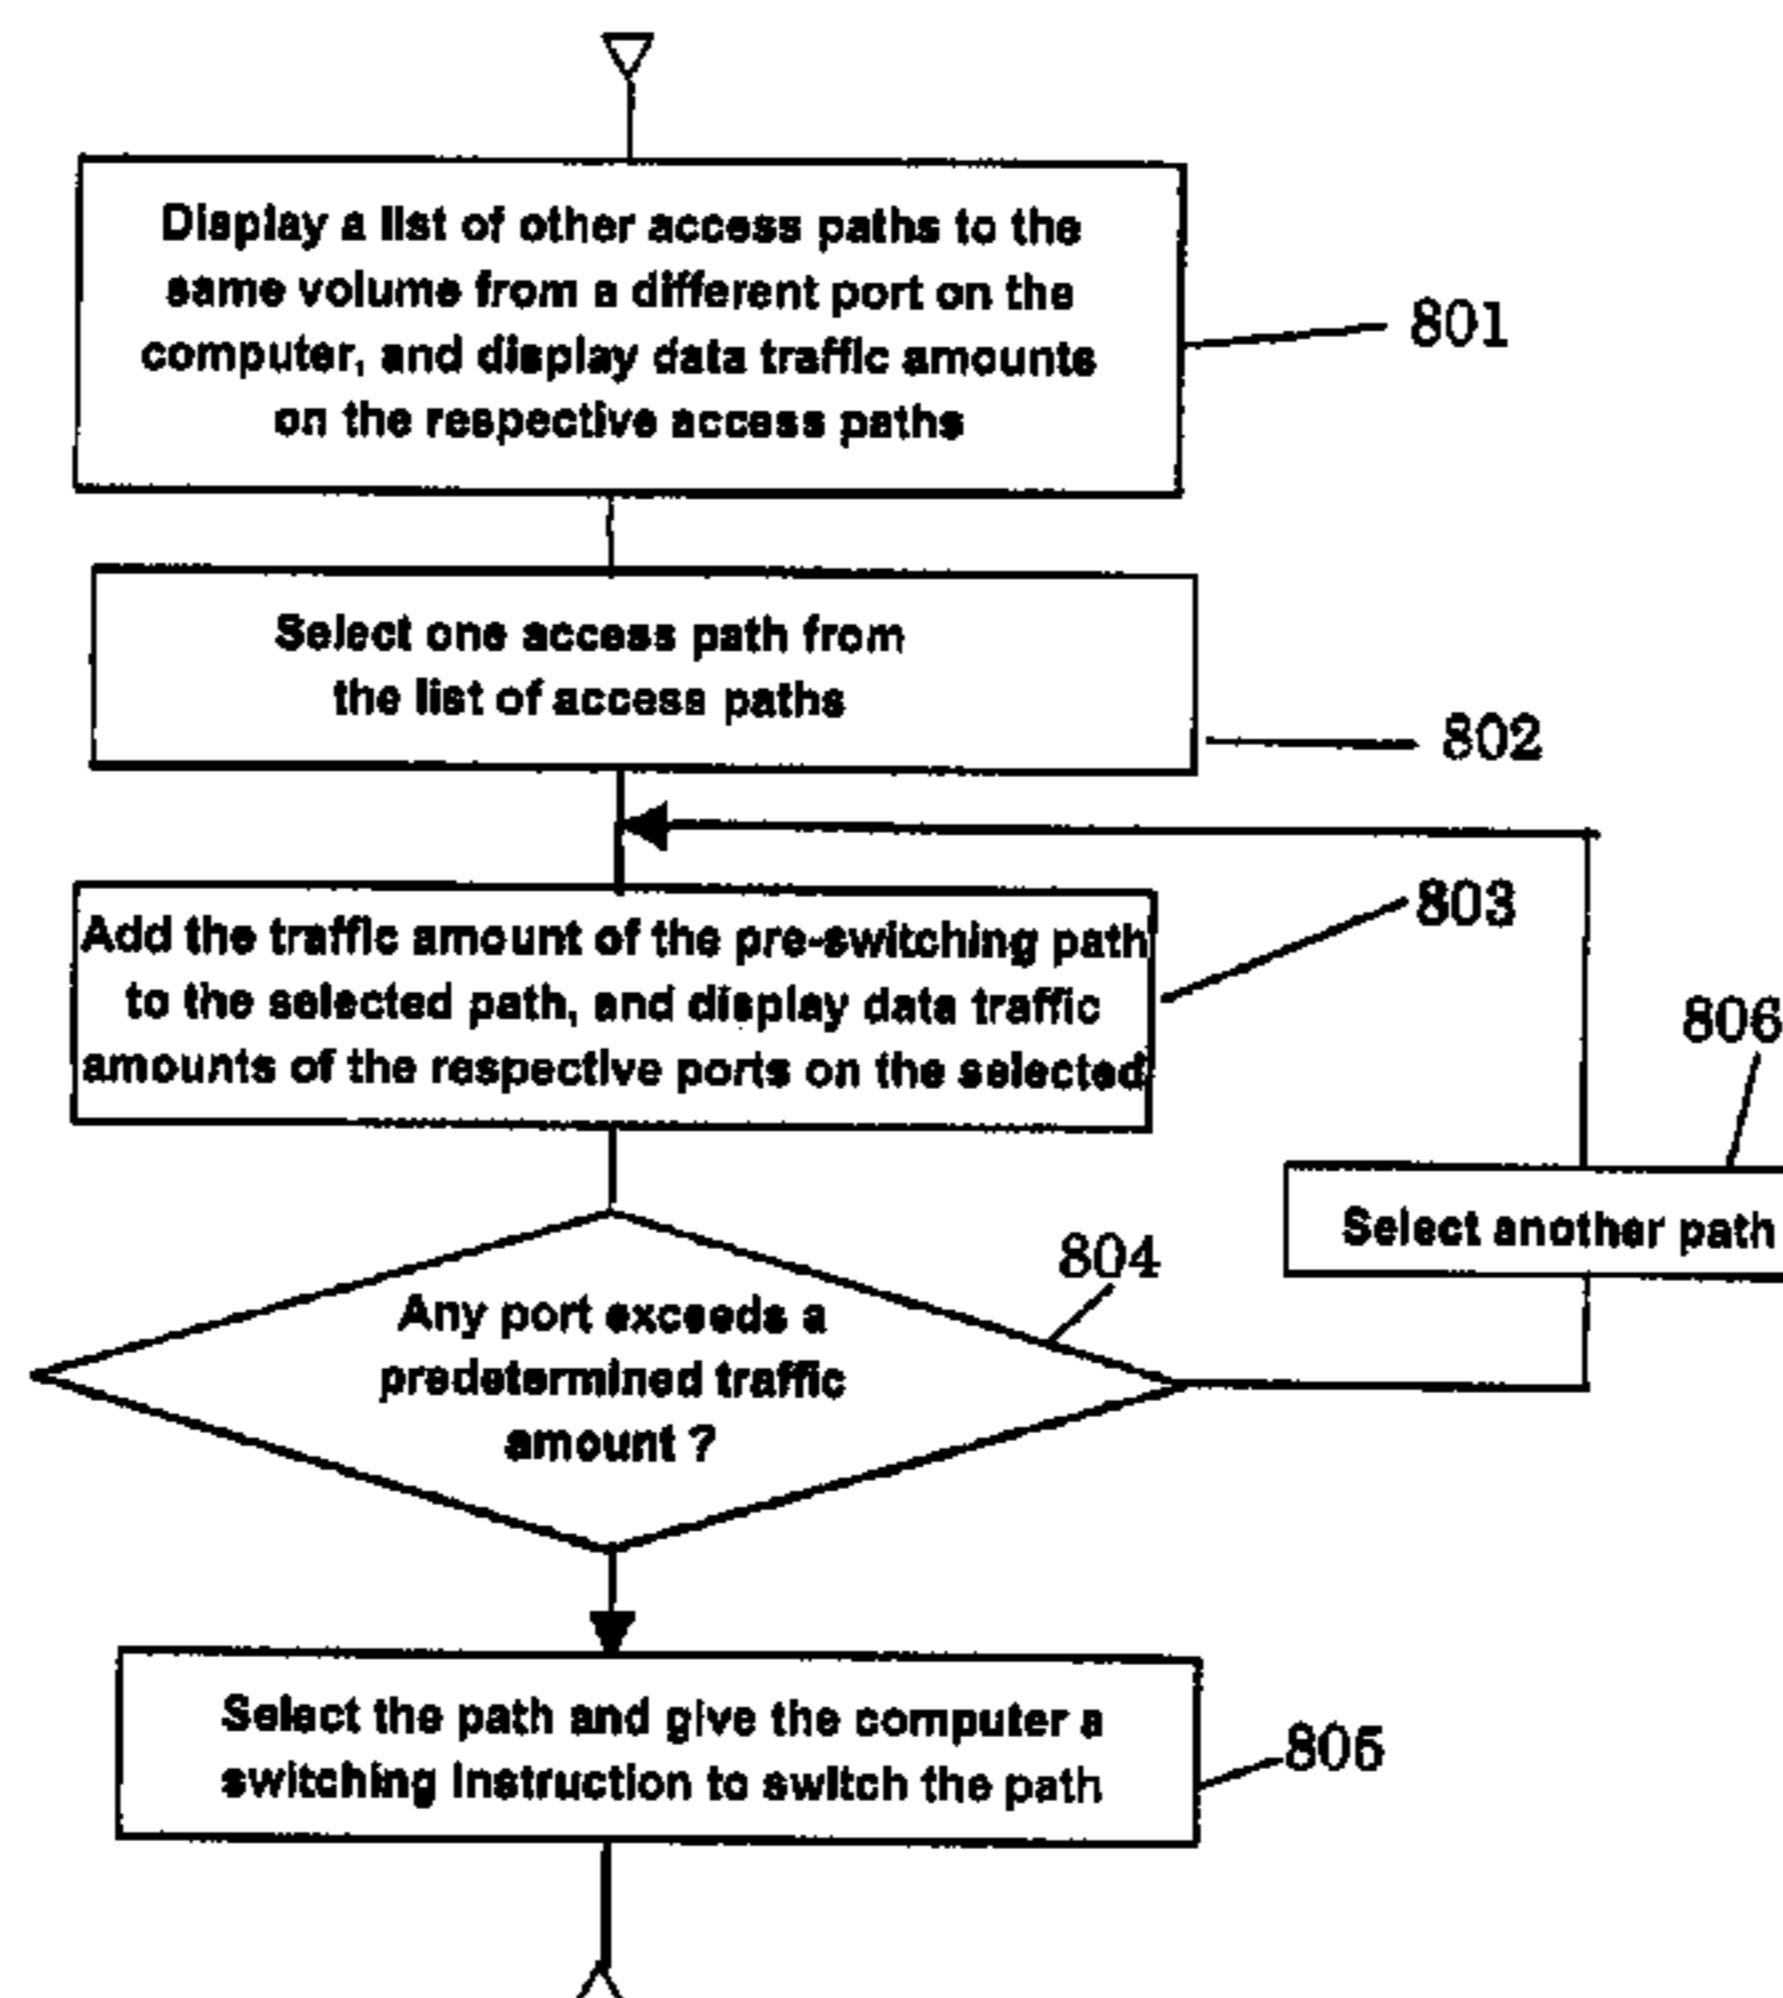 Display a list of other access paths to the
same volume from a different port on the
computer, and display data traffic amounts
on the respective access paths
801
Select one access path from
the list of access paths
802
Add the traffic amount of the pre-switching path
to the selected path, and display data traffic
amounts of the respective ports on the selected
803
806
Select another path
804
Any port exceeds a
predetermined traffic
amount ?
Select the path and give the computer a
switching instruction to switch the path
805